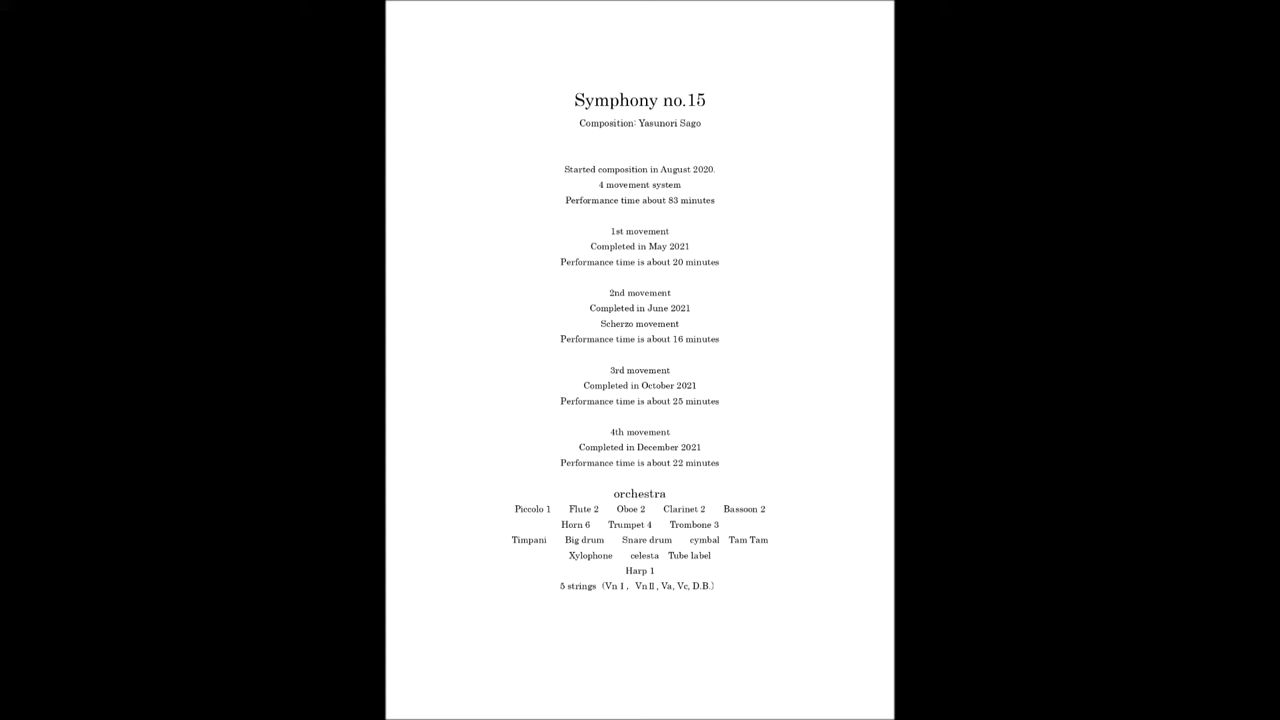 Symphony no.15
Composition: Yasunori Sago
Started composition in August 2020.
4 movement system
Performance time about 83 minutes
1st movement
Completed in May 2021
Performance time is about 20 minutes
2nd movement
Completed in June 2021
Scherzo movement
Performance time is about 16 minutes
3rd movement
Completed in October 2021
Performance time is about 25 minutes
4th movement
Completed in December 2021
Performance time is about 22 minutes
orchestra
Piccolo 1 Flute 2 Oboe 2 Clarinet 2 Bassoon 2
Horn 6 Trumpet 4 Trombone 3
Timpani Big drum Snare drum cymbal Tam Tam
Xylophone celesta Tube label
Harp 1
5 strings（VnⅠ，VnⅡ, Va, Vc, D.B.）